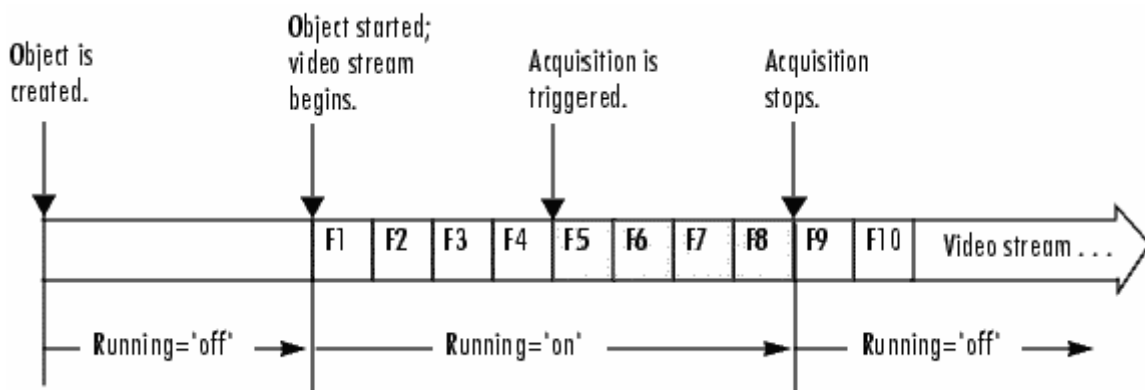 Object is
created.
Object started;
video stream
begins.
Acquisition is
triggered.
Acquisition
stops.
F1 F2 F3 F4 F5 F6 F7 F8 F9 F10 Video stream . . .
Running='off' Running='on' Running='off'